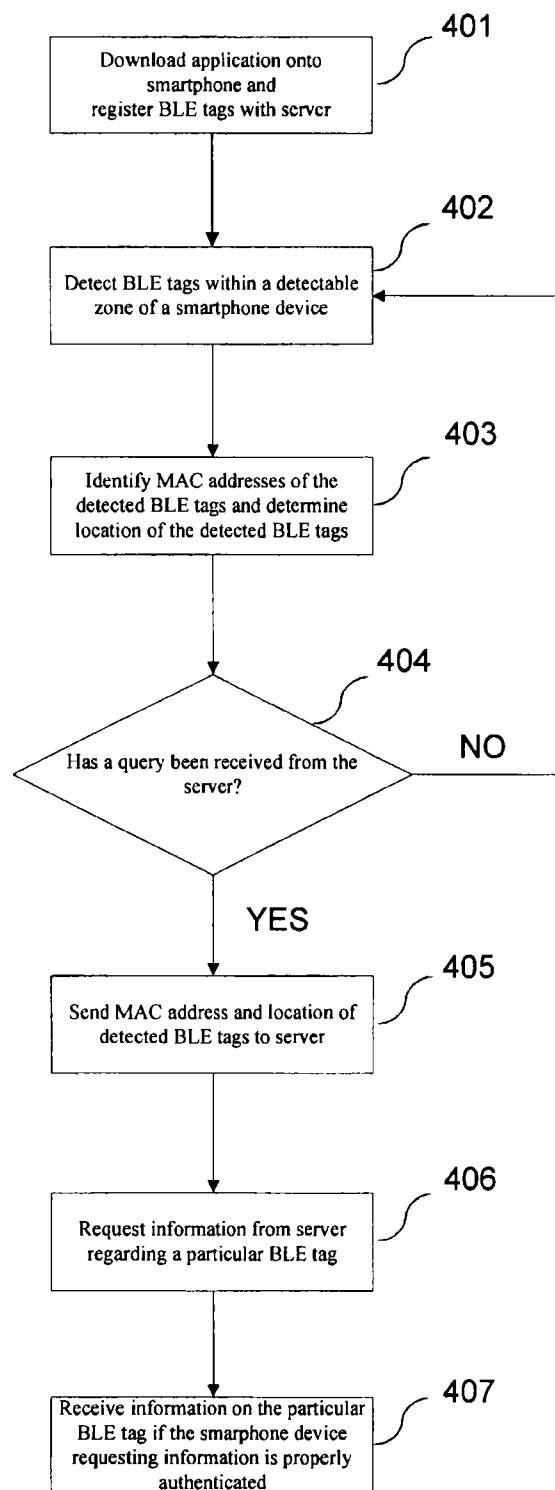 401
Download application onto
smartphone and
register BLE tags with server
402
Detect BLE tags within a detectable
zone of a smartphone device
403
Identify MAC addresses of the
detected BLE tags and determine
location of the detected BLE tags
404
Has a query been received from the
server?
NO
YES
405
Send MAC address and location of
detected BLE tags to server
406
Request information from server
regarding a particular BLE tag
407
Receive information on the particular
BLE tag if the smarphone device
requesting information is properly
authenticated